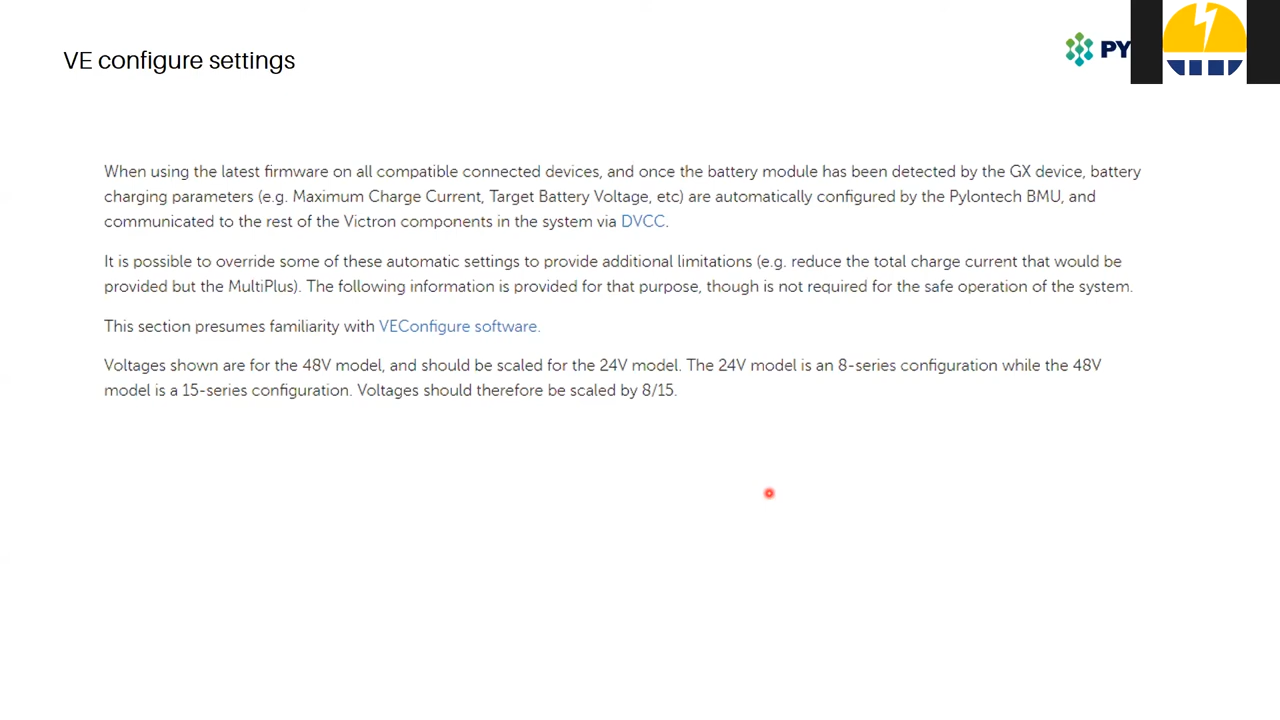 VE configure settings
PY
When using the latest firmware on all compatible connected devices, and once the battery module has been detected by the GX device, battery
charging parameters (e.g. Maximum Charge Current, Target Battery Voltage, etc) are automatically configured by the Pylontech BMU, and
communicated to the rest of the Victron components in the system via DVCC.
It is possible to override some of these automatic settings to provide additional limitations (e.g. reduce the total charge current that would be
provided but the MultiPlus). The following information is provided for that purpose, though is not required for the safe operation of the system.
This section presumes familiarity with VEConfigure software.
Voltages shown are for the 48V model, and should be scaled for the 24V model. The 24V model is an 8-series configuration while the 48V
model is a 15-series configuration. Voltages should therefore be scaled by 8/15.